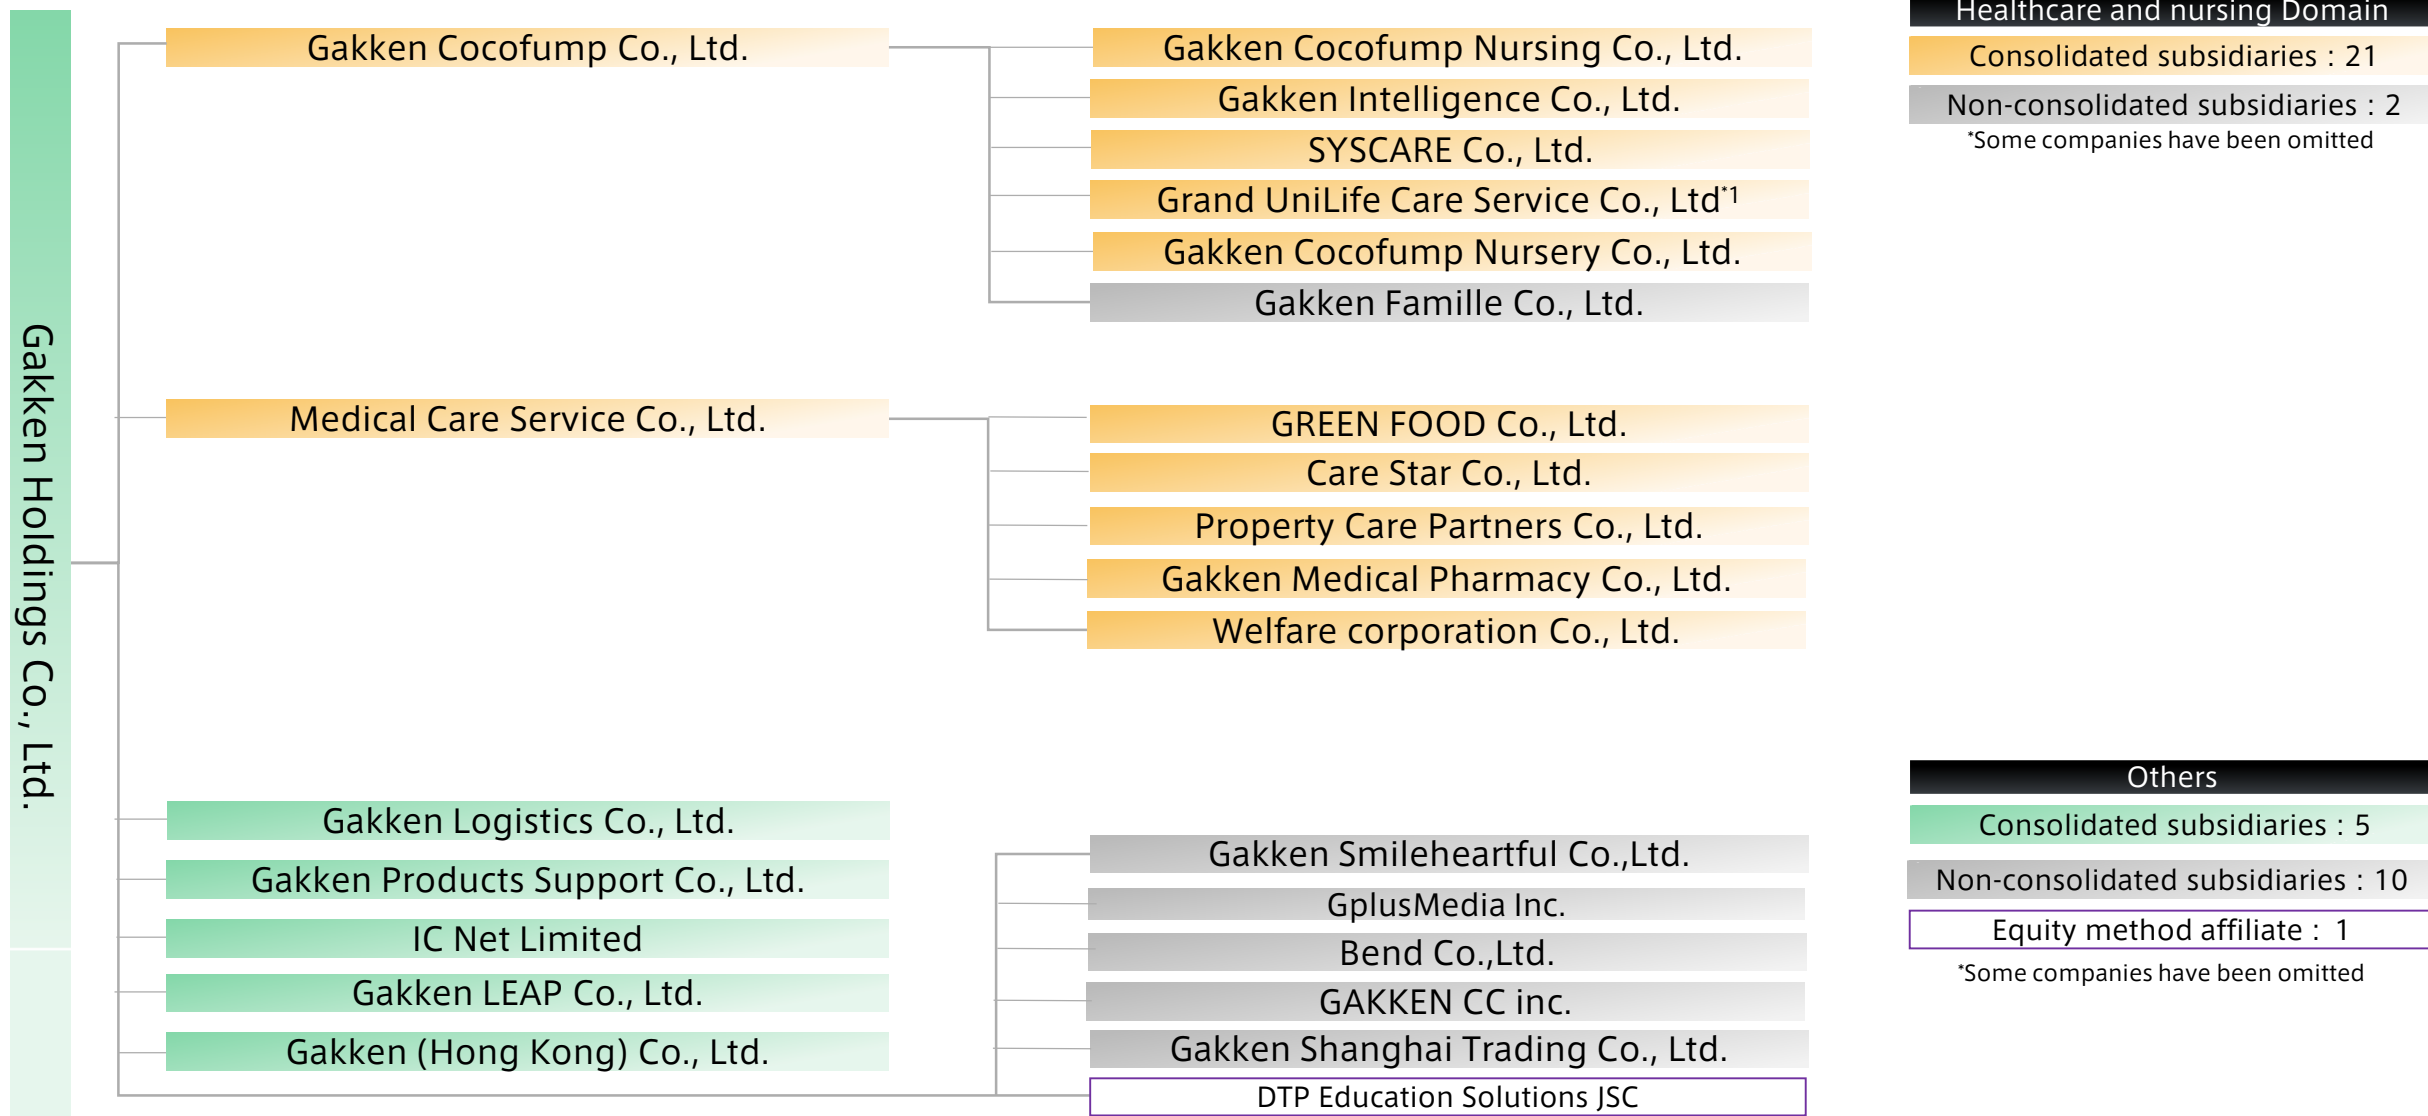 Gakken Holdings Co., Ltd.
Gakken Cocofump Co., Ltd.
Gakken Cocofump Nursing Co., Ltd.
Gakken Intelligence Co., Ltd.
SYSCARE Co., Ltd.
Grand UniLife Care Service Co., Ltd*1
Gakken Cocofump Nursery Co., Ltd.
Gakken Famille Co., Ltd.
Medical Care Service Co., Ltd.
GREEN FOOD Co., Ltd.
Care Star Co., Ltd.
Property Care Partners Co., Ltd.
Gakken Medical Pharmacy Co., Ltd.
Welfare corporation Co., Ltd.
Gakken Logistics Co., Ltd.
Gakken Products Support Co., Ltd.
IC Net Limited
Gakken LEAP Co., Ltd.
Gakken (Hong Kong) Co., Ltd.
Gakken Smileheartful Co.,Ltd.
GplusMedia Inc.
Bend Co.,Ltd.
GAKKEN CC inc.
Gakken Shanghai Trading Co., Ltd.
DTP Education Solutions JSC
Healthcare and nursing Domain
Consolidated subsidiaries : 21
Non-consolidated subsidiaries : 2
*Some companies have been omitted
Others
Consolidated subsidiaries : 5
Non-consolidated subsidiaries : 10
Equity method affiliate : 1
*Some companies have been omitted